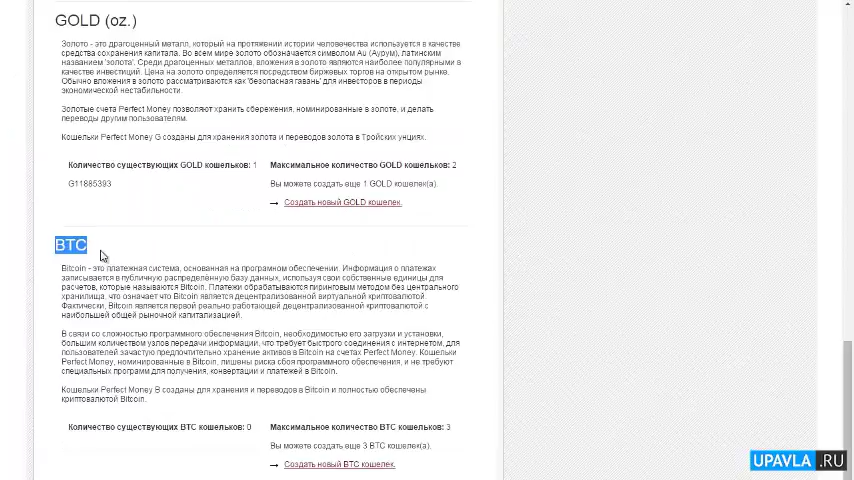 GOLD (oz.)
Золото - это драгоценный металл, который на протяжении истории человечества используется в качестве
средства сохранения капитала. Во всем мире золото обозначается символом Au (Аурум), латинским
названием 'золота'. Среди драгоценных металлов, вложения в золото являются наиболее популярными в
качестве инвестиций. Цена на золото определяется посредством биржевых торгов на открытом рынке.
Обычно вложения в золото рассматриваются как 'безопасная гавань' для инвесторов в периоды
экономической нестабильности.
Золотые счета Perfect Money позволяют хранить сбережения, номинированные в золоте, и делать
переводы другим пользователям.
Кошельки Perfect Money G созданы для хранения золота и переводов золота в Тройских унциях.
Количество существующих GOLD кошельков: 1 Максимальное количество GOLD кошельков: 2
G11885393 Вы можете создать еще 1 GOLD кошелек(а).
→ Создать новый GOLD кошелек.
BTC
Bitcoin - это платежная система, основанная на програмном обеспечении. Информация о платежах
записывается в публичную распределённую базу данных, используя свои собственные единицы для
расчетов, которые называются Bitcoin. Платежи обрабатываются пиринговым методом без центрального
хранилища, что означает что Bitcoin является децентрализованной виртуальной криптовалютой.
Фактически, Bitcoin является первой реально работающей децентрализованной криптовалютой с
наибольшей общей рыночной капитализацией.
В связи со сложностью программного обеспечения Bitcoin, необходимостью его загрузки и установки,
большим количеством узлов передачи информации, что требует быстрого соединения с интернетом, для
пользователей зачастую предпочтительно хранение активов в Bitcoin на счетах Perfect Money. Кошельки
Perfect Money, номинированные в Bitcoin, лишены риска сбоя программного обеспечения, и не требуют
специальных программ для получения, конвертации и платежей в Bitcoin.
Кошельки Perfect Money B созданы для хранения и переводов в Bitcoin и полностью обеспечены
криптовалютой Bitcoin.
Количество существующих BTC кошельков: 0 Максимальное количество BTC кошельков: 3
Вы можете создать еще 3 BTC кошелек(а).
→ Создать новый BTC кошелек.
UPAVLA.RU